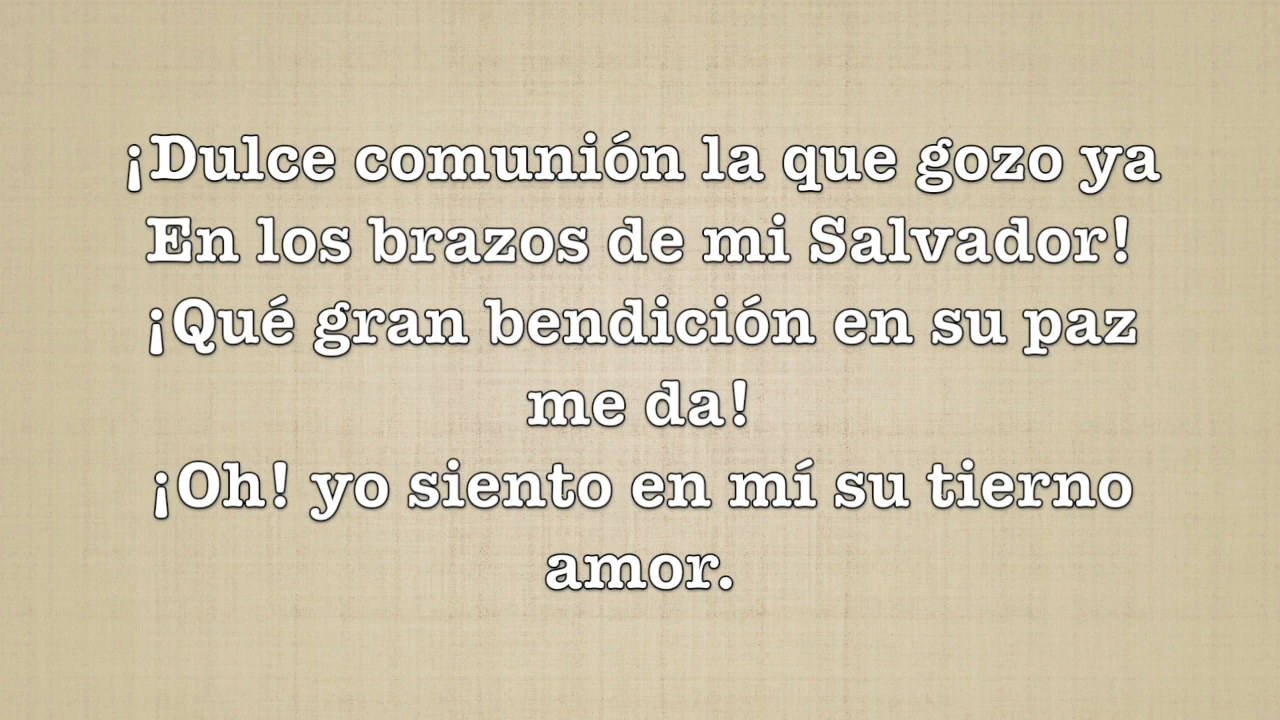 ¡Dulce comunión la que gozo ya
En los brazos de mi Salvador!
¡Qué gran bendición en su paz
me da!
¡Oh! yo siento en mí su tierno
amor.